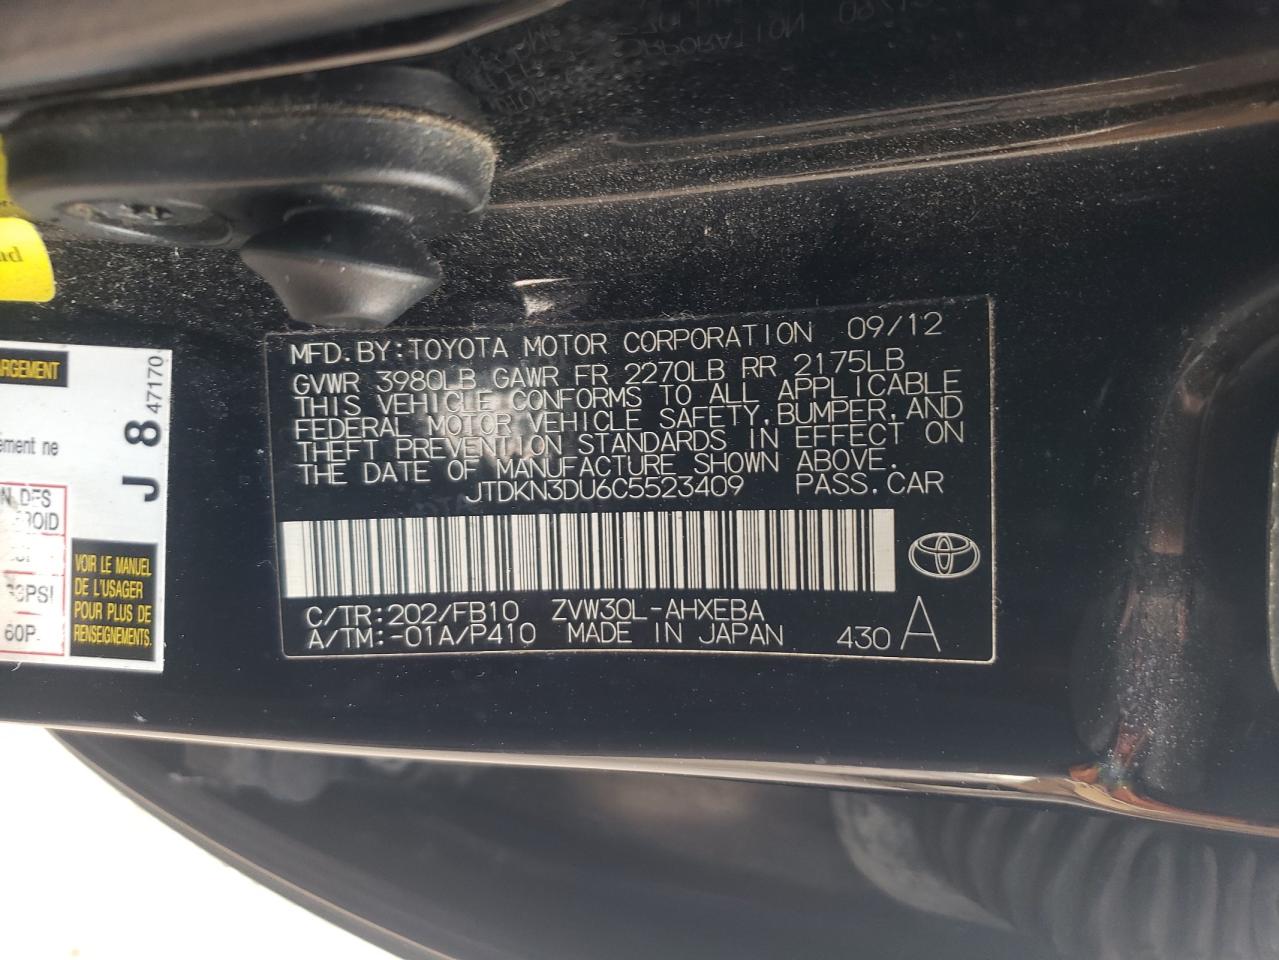 MFD.BY:TOYOTA MOTOR CORPORATION 09/12
GVWR 3980LB GAWR FR 2270LB RR 2175LB
THIS VEHICLE CONFORMS TO ALL APPLICABLE
FEDERAL MOTOR VEHICLE SAFETY,BUMPER,AND
THEFT PREVENTION STANDARDS IN EFFECT ON
THE DATE OF MANUFACTURE SHOWN ABOVE.
JTDKN3DU6C5523409 PASS.CAR
C/TR:202/FB10 ZVW30L-AHXEBA
A/TM:-01A/P410 MADE IN JAPAN 430 A
J 8 47170
VOIR LE MANUEL
DE L'USAGER
POUR PLUS DE
RENSEIGNEMENTS.
ne
DES
60P.